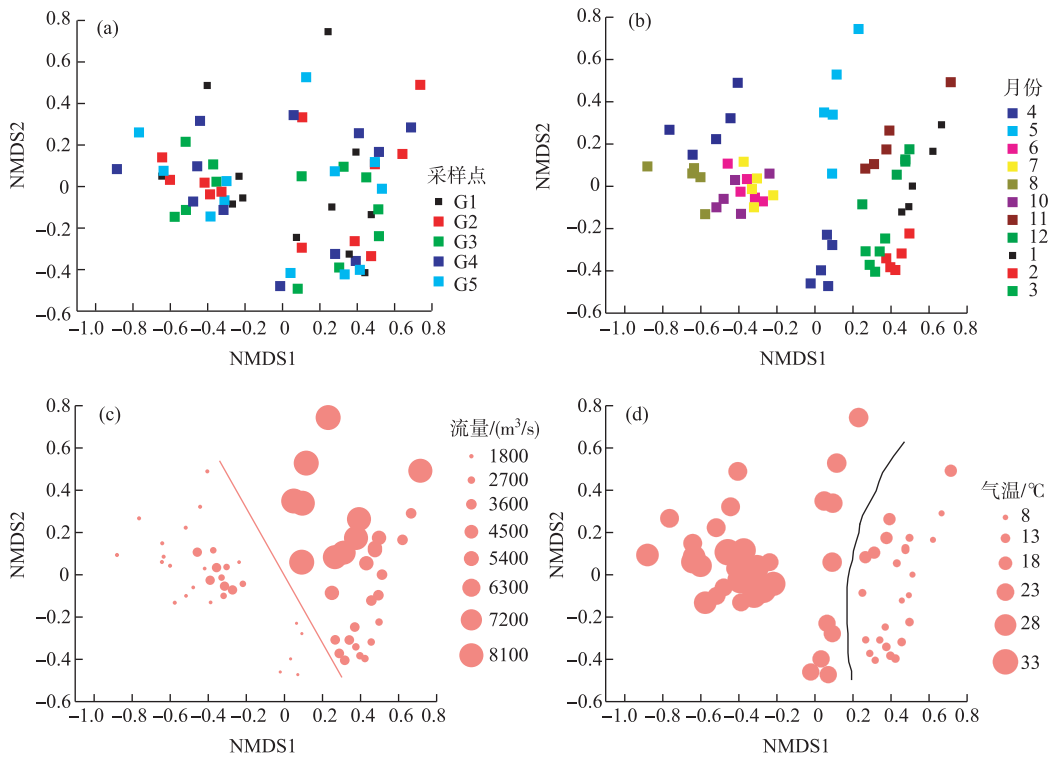 (a)
0.8
0.6
0.4
0.2
0
−0.2
−0.4
−0.6
NMDS2
−1.0 −0.8 −0.6 −0.4 −0.2 0 0.2 0.4 0.6 0.8
NMDS1
采样点
G1
G2
G3
G4
G5
(b)
0.8
0.6
0.4
0.2
0
−0.2
−0.4
−0.6
NMDS2
−1.0 −0.8 −0.6 −0.4 −0.2 0 0.2 0.4 0.6 0.8
NMDS1
月份
4
5
6
7
8
10
11
12
1
2
3
(c)
0.8
0.6
0.4
0.2
0
−0.2
−0.4
−0.6
NMDS2
−1.0 −0.8 −0.6 −0.4 −0.2 0 0.2 0.4 0.6 0.8
NMDS1
流量/(m³/s)
1800
2700
3600
4500
5400
6300
7200
8100
(d)
0.8
0.6
0.4
0.2
0
−0.2
−0.4
−0.6
NMDS2
−1.0 −0.8 −0.6 −0.4 −0.2 0 0.2 0.4 0.6 0.8
NMDS1
气温/℃
8
13
18
23
28
33